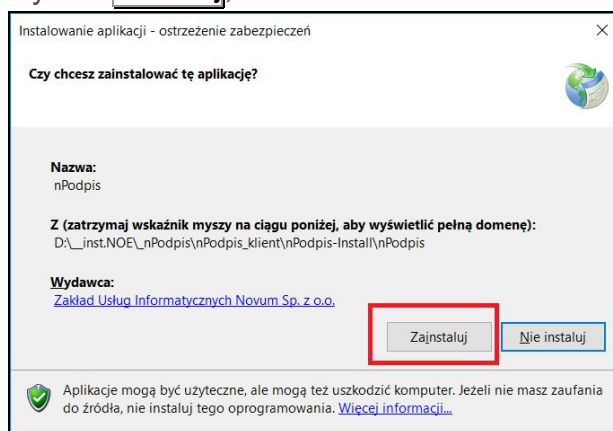 Instalowanie aplikacji - ostrzeżenie zabezpieczeń
Czy chcesz zainstalować tę aplikację?
Nazwa:
nPodpis
Z (zatrzymaj wskaźnik myszy na ciągu poniżej, aby wyświetlić pełną domenę):
D:\_inst.NOE\_nPodpis\nPodpis_klient\nPodpis-Install\nPodpis
Wydawca:
Zakład Usług Informatycznych Novum Sp. z o.o.
Zainstaluj
Nie instaluj
Aplikacje mogą być użyteczne, ale mogą też uszkodzić komputer. Jeżeli nie masz zaufania
do źródła, nie instaluj tego oprogramowania. Więcej informacji...